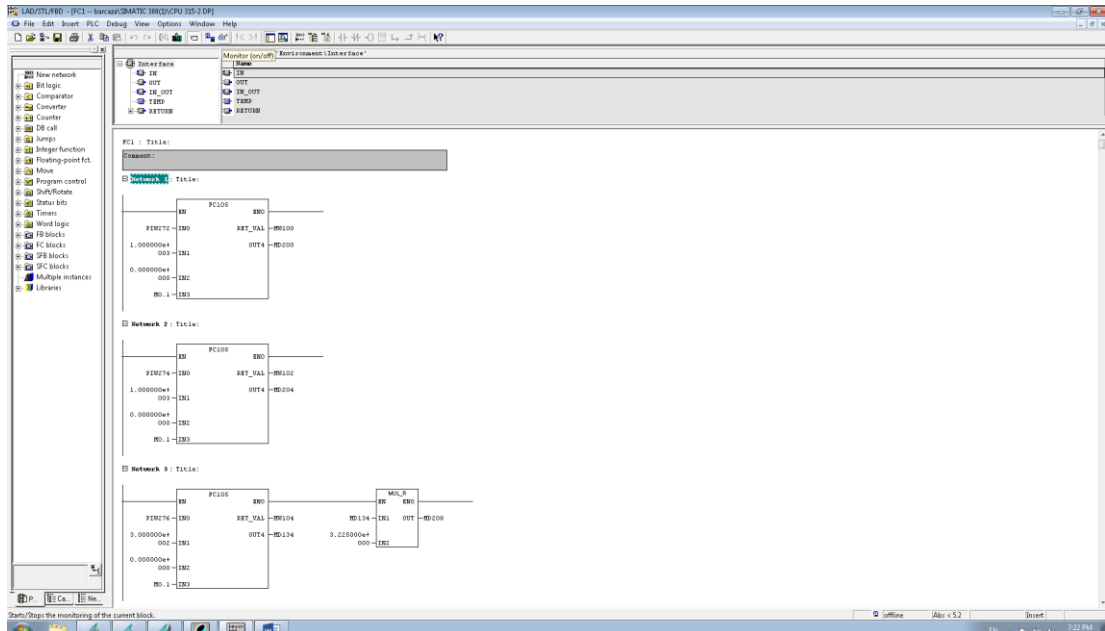 LAD/STL/FBD - [FC1 -- barcaza\SIMATIC 300(1)\CPU 315-2 DP]
File Edit Insert PLC Debug View Options Window Help
Monitor (on/off)
Environment\Interface'
Interface
IN
OUT
IN_OUT
TEMP
RETURN
Name
IN
OUT
IN_OUT
TEMP
RETURN
New network
Bit logic
Comparator
Converter
Counter
DB call
Jumps
Integer function
Floating-point fct.
Move
Program control
Shift/Rotate
Status bits
Timers
Word logic
FB blocks
FC blocks
SFB blocks
SFC blocks
Multiple instances
Libraries
P...
Ca...
Ne...
FC1 : Title:
Comment:
Network 1: Title:
FC105
EN ENO
PIW272 IN0 RET_VAL MW100
1.000000e+ OUT4 MD200
003 IN1
0.000000e+
000 IN2
M0.1 IN3
Network 2 : Title:
FC105
EN ENO
PIW274 IN0 RET_VAL MW102
1.000000e+ OUT4 MD204
003 IN1
0.000000e+
000 IN2
M0.1 IN3
Network 3 : Title:
FC105 MUL_R
EN ENO EN ENO
PIW276 IN0 RET_VAL MW104 MD134 IN1 OUT MD208
3.000000e+ OUT4 MD134 3.225000e+
002 IN1 000 IN2
0.000000e+
000 IN2
M0.1 IN3
Starts/Stops the monitoring of the current block.
offline
Abs < 5.2
Insert
EN
7:22 PM